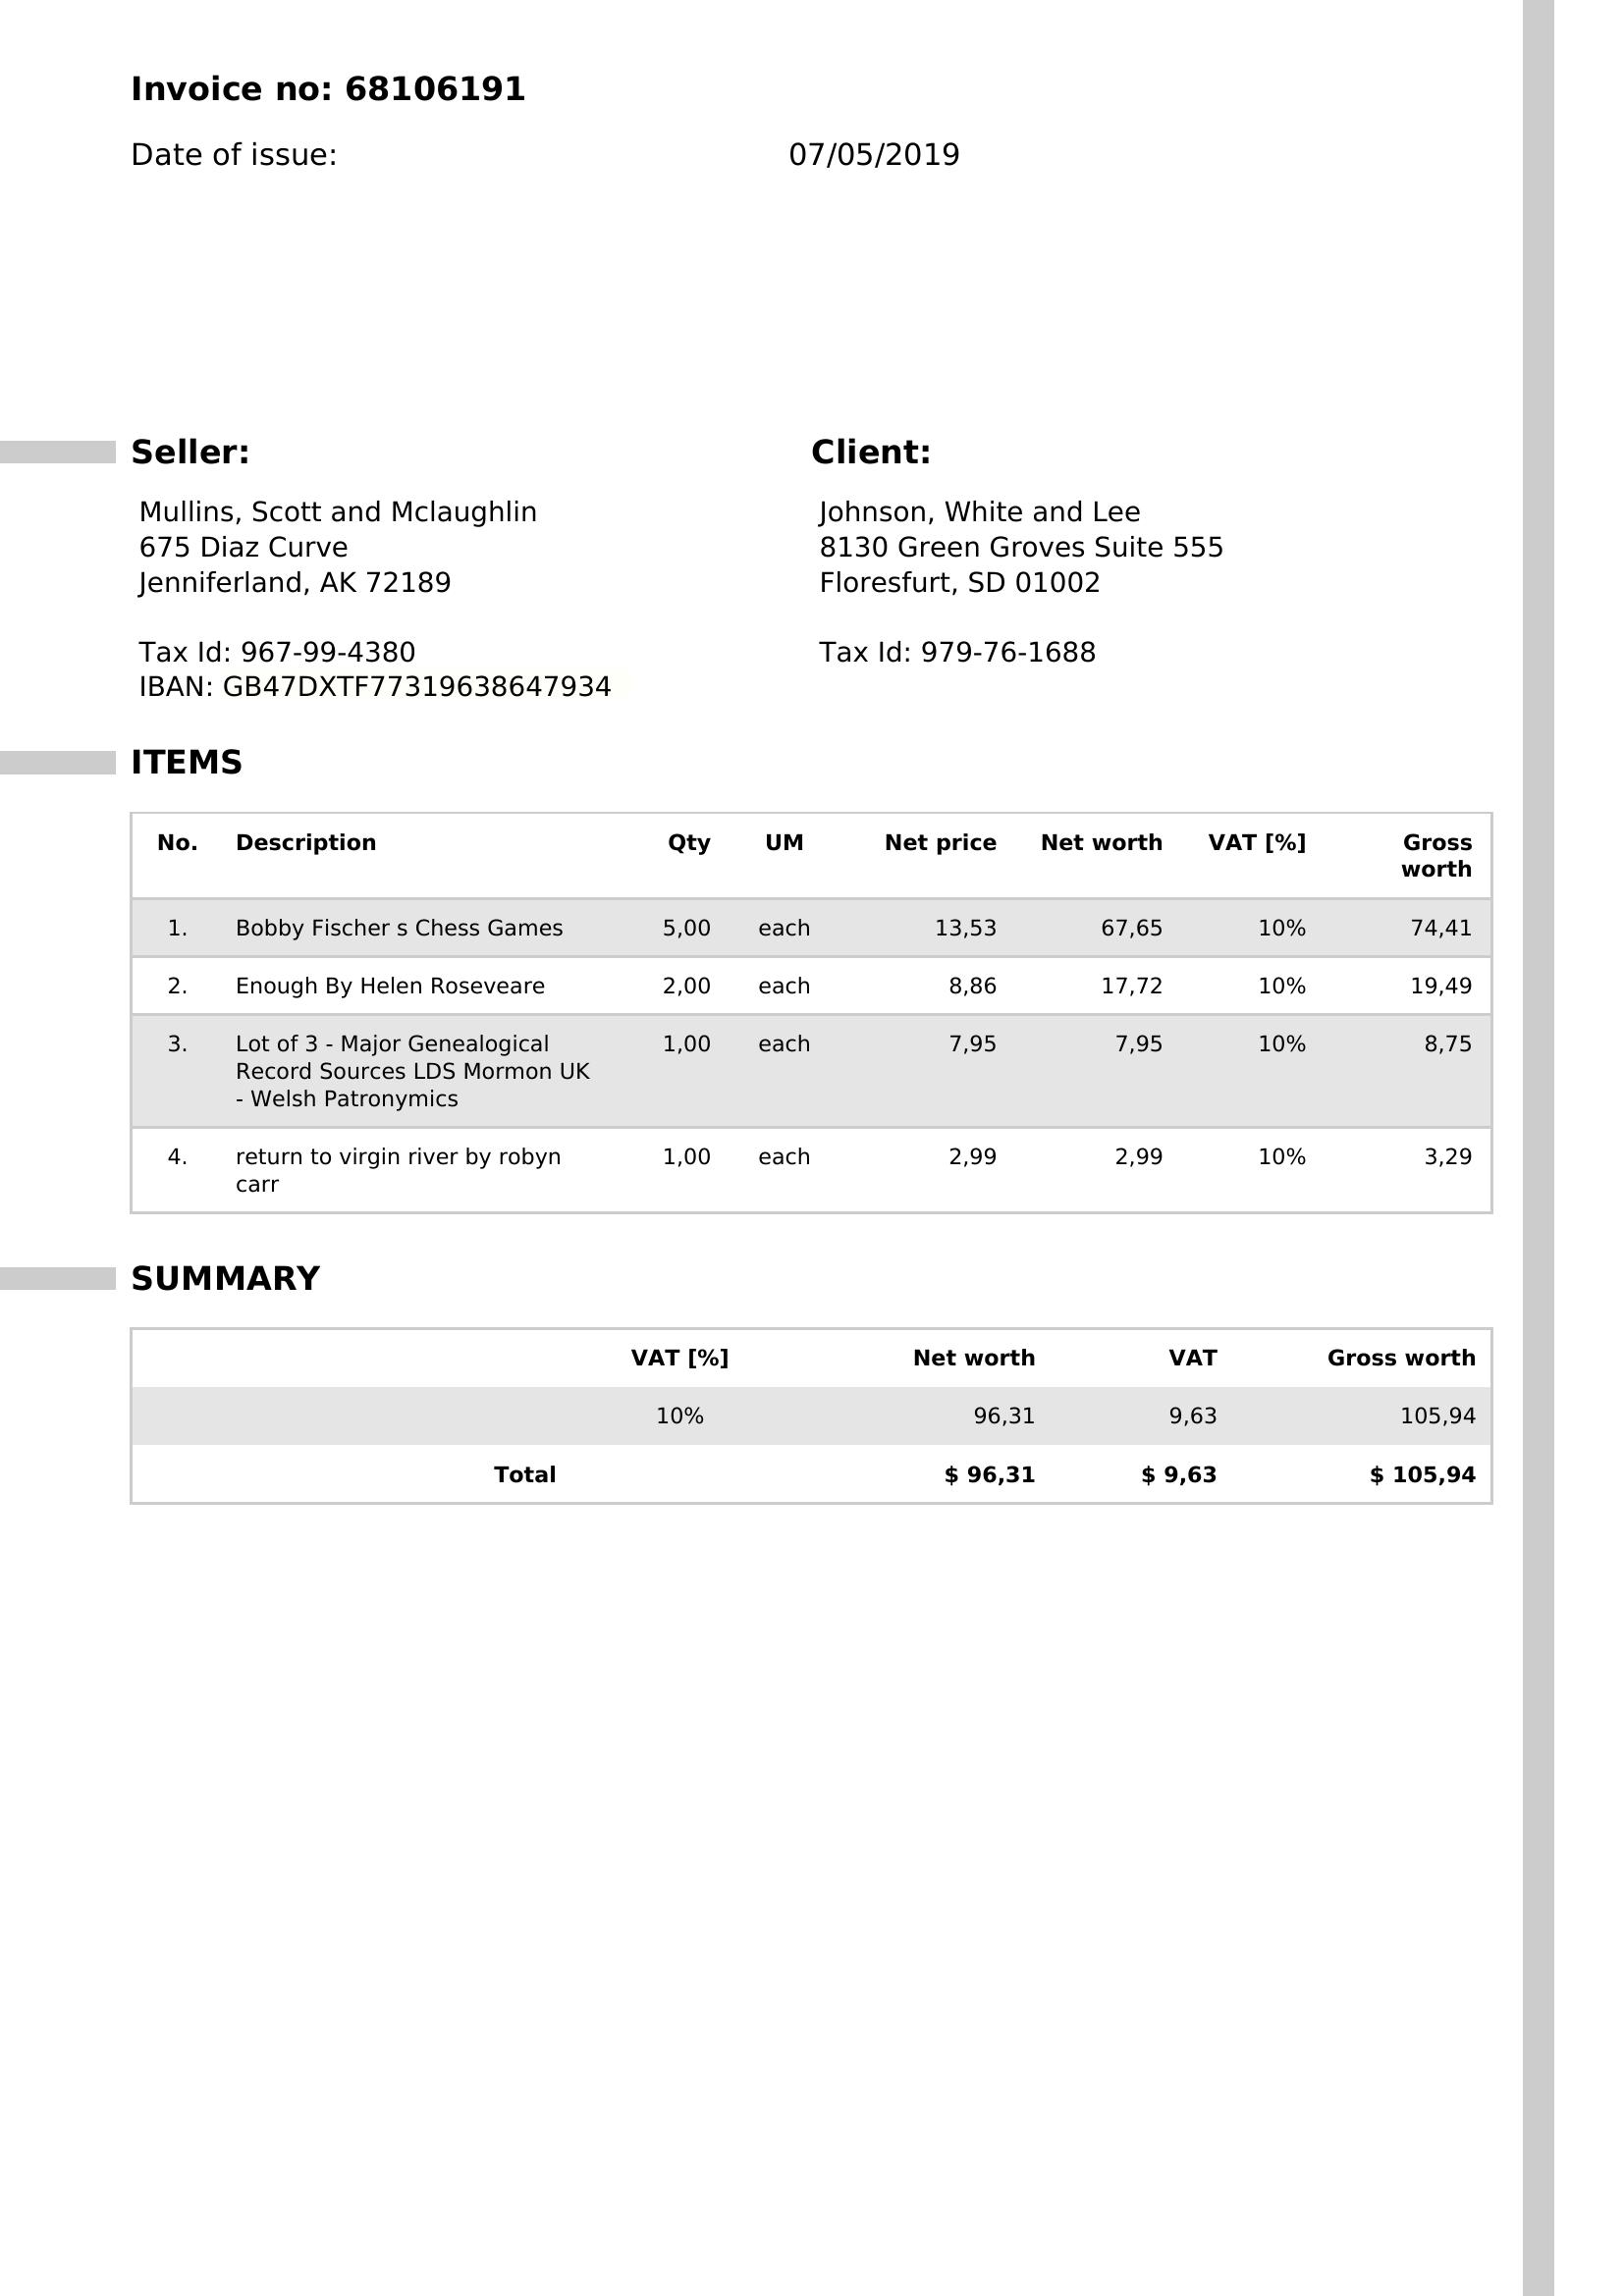 Invoice no: 68106191
Date of issue: 07/05/2019
Seller:
Mullins, Scott and Mclaughlin
675 Diaz Curve
Jenniferland, AK 72189
Tax Id: 967-99-4380
IBAN: GB47DXTF77319638647934
Client:
Johnson, White and Lee
8130 Green Groves Suite 555
Floresfurt, SD 01002
Tax Id: 979-76-1688
ITEMS
No. Description Qty UM Net price Net worth VAT [%] Gross
worth
1. Bobby Fischer s Chess Games 5,00 each 13,53 67,65 10% 74,41
2. Enough By Helen Roseveare 2,00 each 8,86 17,72 10% 19,49
3. Lot of 3 - Major Genealogical 1,00 each 7,95 7,95 10% 8,75
Record Sources LDS Mormon UK
- Welsh Patronymics
4. return to virgin river by robyn 1,00 each 2,99 2,99 10% 3,29
carr
SUMMARY
VAT [%] Net worth VAT Gross worth
10% 96,31 9,63 105,94
Total $ 96,31 $ 9,63 $ 105,94